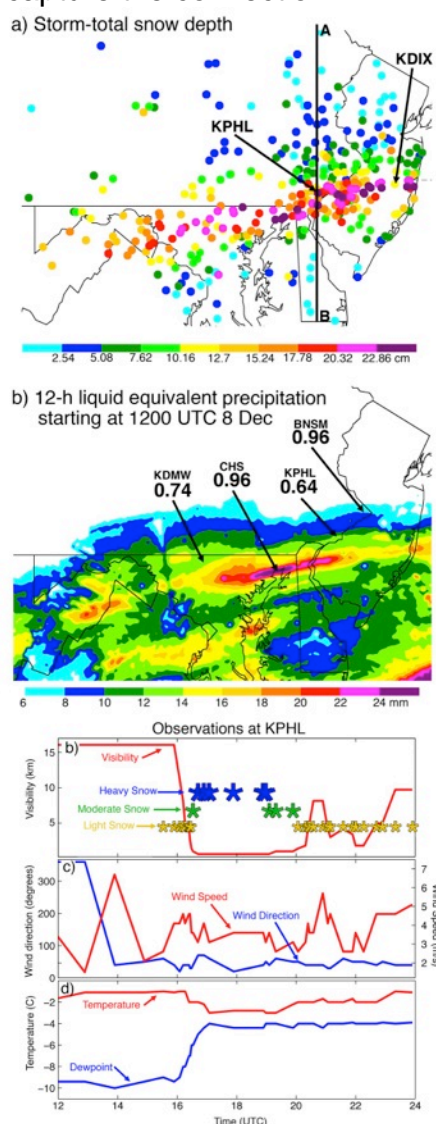 a) Storm-total snow depth
A
KDIX
KPHL
B
2.54 5.08 7.62 10.16 12.7 15.24 17.78 20.32 22.86 cm
b) 12-h liquid equivalent precipitation
starting at 1200 UTC 8 Dec
BNSM
0.96
CHS
0.96
KPHL
0.64
KDMW
0.74
6 8 10 12 14 16 18 20 22 24 mm
Observations at KPHL
b)
Visibility
Heavy Snow
Moderate Snow
Light Snow
Visibility (km)
15
10
5
c)
Wind Speed
Wind Direction
Wind direction (degrees)
300
200
100
0
7
6
5
4
3
2
d)
Temperature
Dewpoint
Temperature (C)
−2
−4
−6
−8
−10
12 14 16 18 20 22 24
Time (UTC)